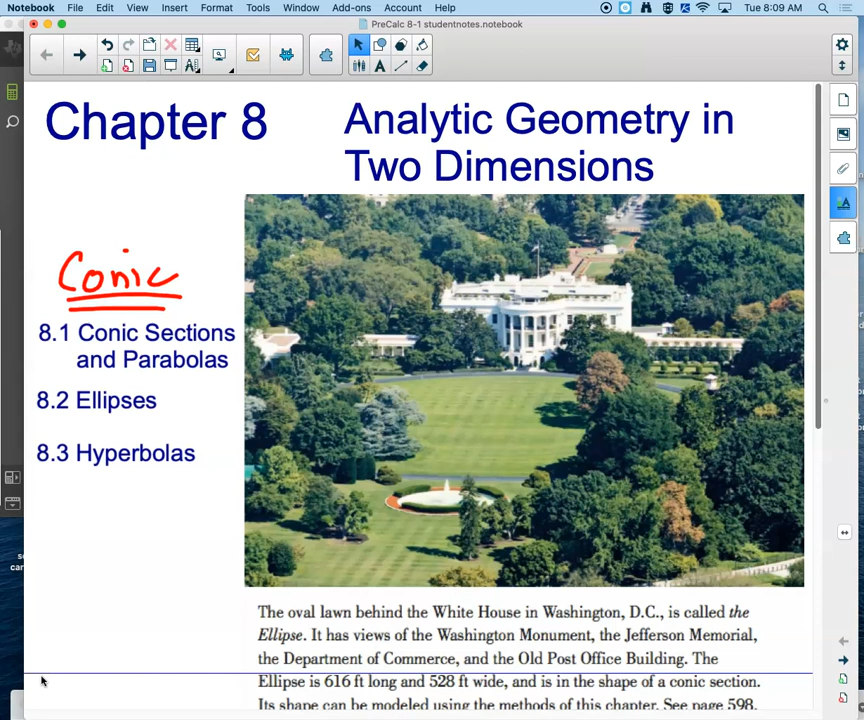 Notebook File Edit View Insert Format Tools Window Add-ons Account Help Tue 8:09 AM
PreCalc 8-1 studentnotes.notebook
Chapter 8
Analytic Geometry in
Two Dimensions
Conic
8.1 Conic Sections
and Parabolas
8.2 Ellipses
8.3 Hyperbolas
The oval lawn behind the White House in Washington, D.C., is called the
Ellipse. It has views of the Washington Monument, the Jefferson Memorial,
the Department of Commerce, and the Old Post Office Building. The
Ellipse is 616 ft long and 528 ft wide, and is in the shape of a conic section.
Its shape can be modeled using the methods of this chapter. See page 598.